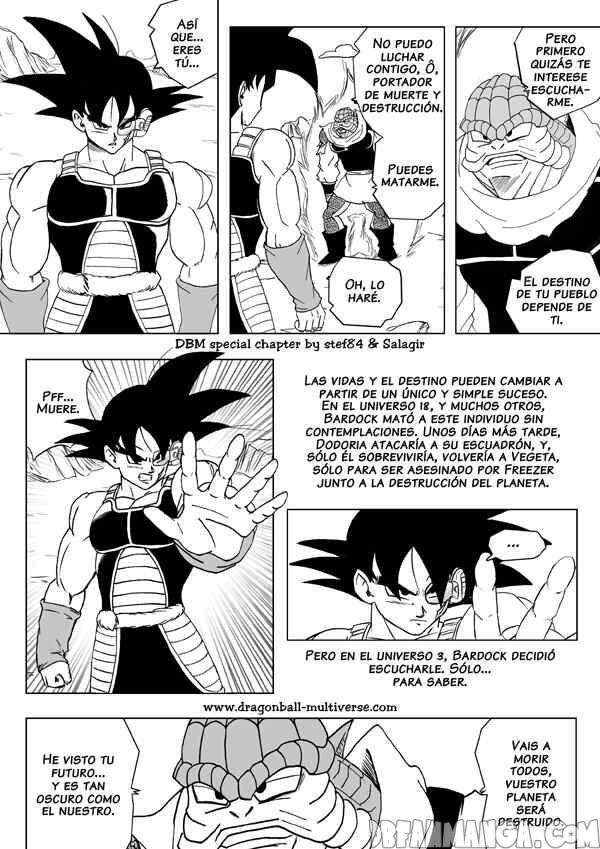 ASÍ
QUE...
ERES
TÚ...
NO PUEDO
LUCHAR
CONTIGO, Ô,
PORTADOR
DE MUERTE Y
DESTRUCCIÓN.
PUEDES
MATARME.
OH, LO
HARÉ.
PERO
PRIMERO
QUIZÁS TE
INTERESE
ESCUCHA-
RME.
EL DESTINO
DE TU PUEBLO
DEPENDE DE
TI.
DBM special chapter by stef84 & Salagir
PFF...
MUERE.
LAS VIDAS Y EL DESTINO PUEDEN CAMBIAR A
PARTIR DE UN ÚNICO Y SIMPLE SUCESO.
EN EL UNIVERSO 18, Y MUCHOS OTROS,
BARDOCK MATÓ A ESTE INDIVIDUO SIN
CONTEMPLACIONES. UNOS DÍAS MÁS TARDE,
DODORIA ATACARÍA A SU ESCUADRÓN, Y,
SÓLO ÉL SOBREVIVIRÍA, VOLVERÍA A VEGETA,
SÓLO PARA SER ASESINADO POR FREEZER
JUNTO A LA DESTRUCCIÓN DEL PLANETA.
...
PERO EN EL UNIVERSO 3, BARDOCK DECIDIÓ
ESCUCHARLE. SÓLO...
PARA SABER.
www.dragonball-multiverse.com
HE VISTO TU
FUTURO...
Y ES TAN
OSCURO COMO
EL NUESTRO.
VAIS A
MORIR
TODOS,
VUESTRO
PLANETA
SERÁ
DESTRUIDO.
DBFANMANGA.COM